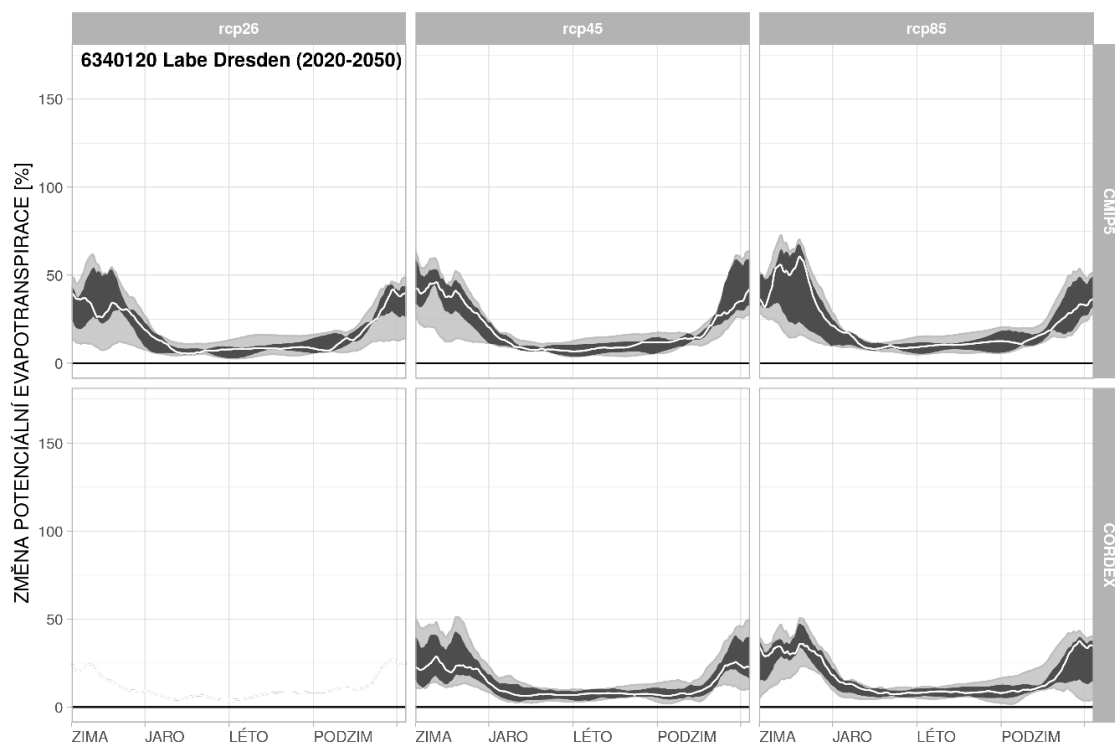 rcp26 rcp45 rcp85
6340120 Labe Dresden (2020-2050)
ZMĚNA POTENCIÁLNÍ EVAPOTRANSPIRACE [%]
150
100
50
0
CMIP5
150
100
50
0
CORDEX
ZIMA JARO LÉTO PODZIM ZIMA JARO LÉTO PODZIM ZIMA JARO LÉTO PODZIM